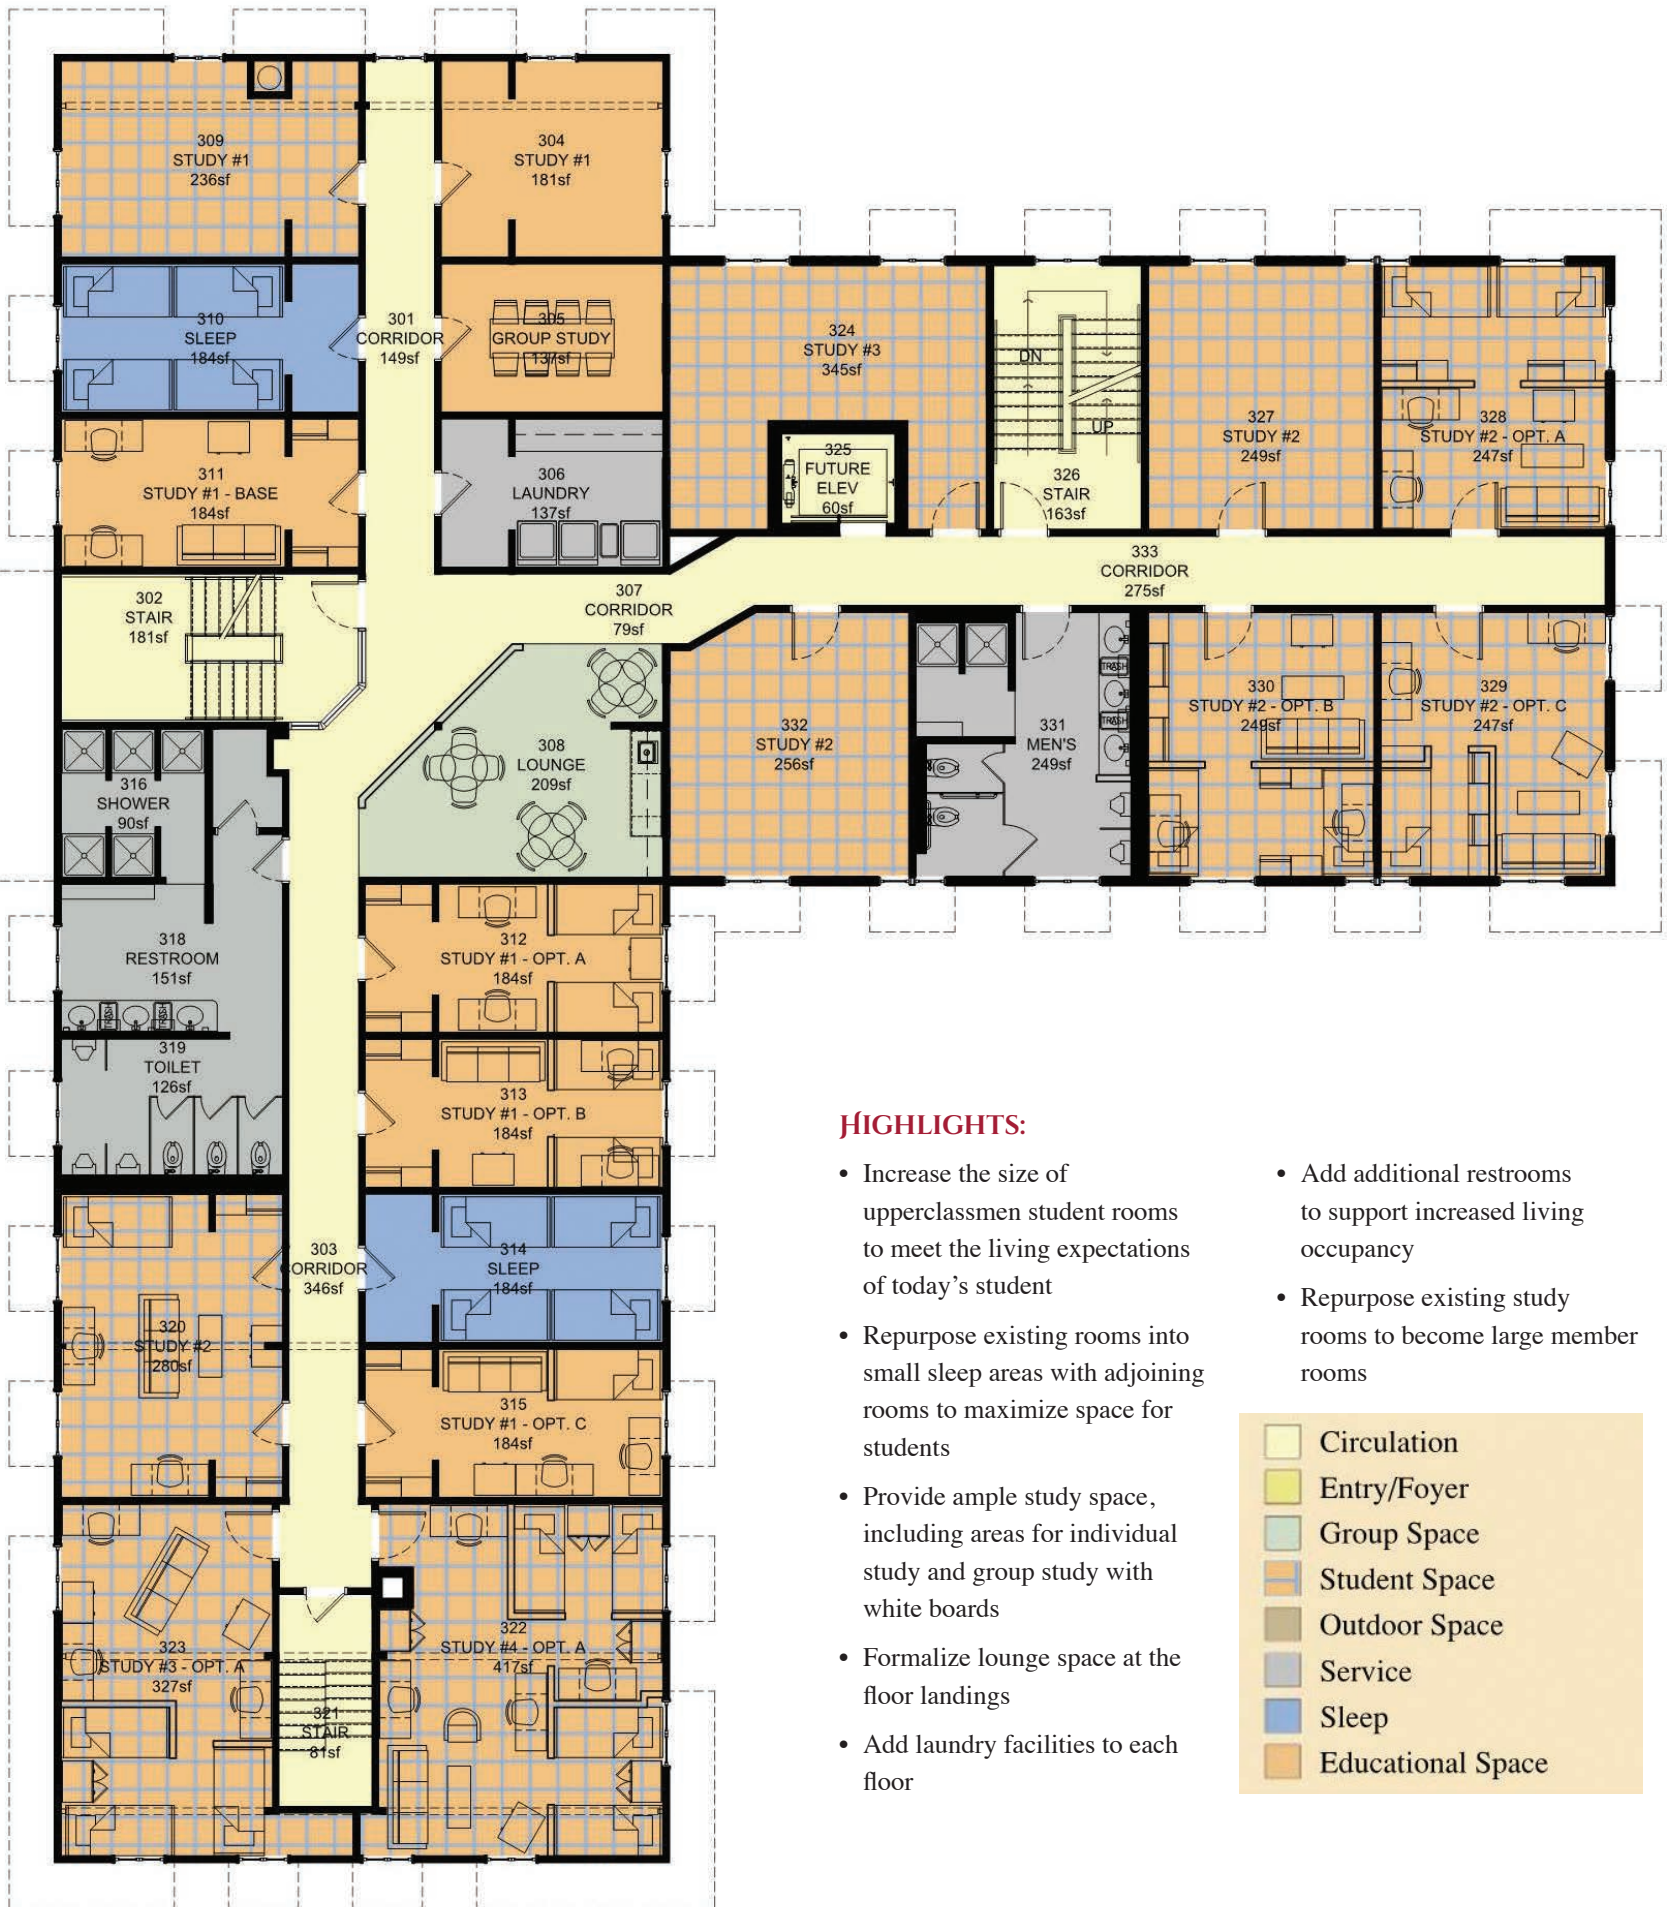 309
STUDY #1
236sf
304
STUDY #1
181sf
310
SLEEP
184sf
301
CORRIDOR
149sf
305
GROUP STUDY
137sf
324
STUDY #3
345sf
DN
UP
327
STUDY #2
249sf
328
STUDY #2 - OPT. A
247sf
311
STUDY #1 - BASE
184sf
306
LAUNDRY
137sf
325
FUTURE
ELEV
60sf
326
STAIR
163sf
333
CORRIDOR
275sf
302
STAIR
181sf
307
CORRIDOR
79sf
TRASH
TRASH
332
STUDY #2
256sf
331
MEN'S
249sf
330
STUDY #2 - OPT. B
249sf
329
STUDY #2 - OPT. C
247sf
308
LOUNGE
209sf
316
SHOWER
90sf
318
RESTROOM
151sf
TRASH
TRASH
312
STUDY #1 - OPT. A
184sf
319
TOILET
126sf
313
STUDY #1 - OPT. B
184sf
303
CORRIDOR
346sf
314
SLEEP
184sf
320
STUDY #2
280sf
315
STUDY #1 - OPT. C
184sf
323
STUDY #3 - OPT. A
327sf
322
STUDY #4 - OPT. A
417sf
321
STAIR
81sf
HIGHLIGHTS:
• Increase the size of
upperclassmen student rooms
to meet the living expectations
of today’s student
• Repurpose existing rooms into
small sleep areas with adjoining
rooms to maximize space for
students
• Provide ample study space,
including areas for individual
study and group study with
white boards
• Formalize lounge space at the
floor landings
• Add laundry facilities to each
floor
• Add additional restrooms
to support increased living
occupancy
• Repurpose existing study
rooms to become large member
rooms
Circulation
Entry/Foyer
Group Space
Student Space
Outdoor Space
Service
Sleep
Educational Space